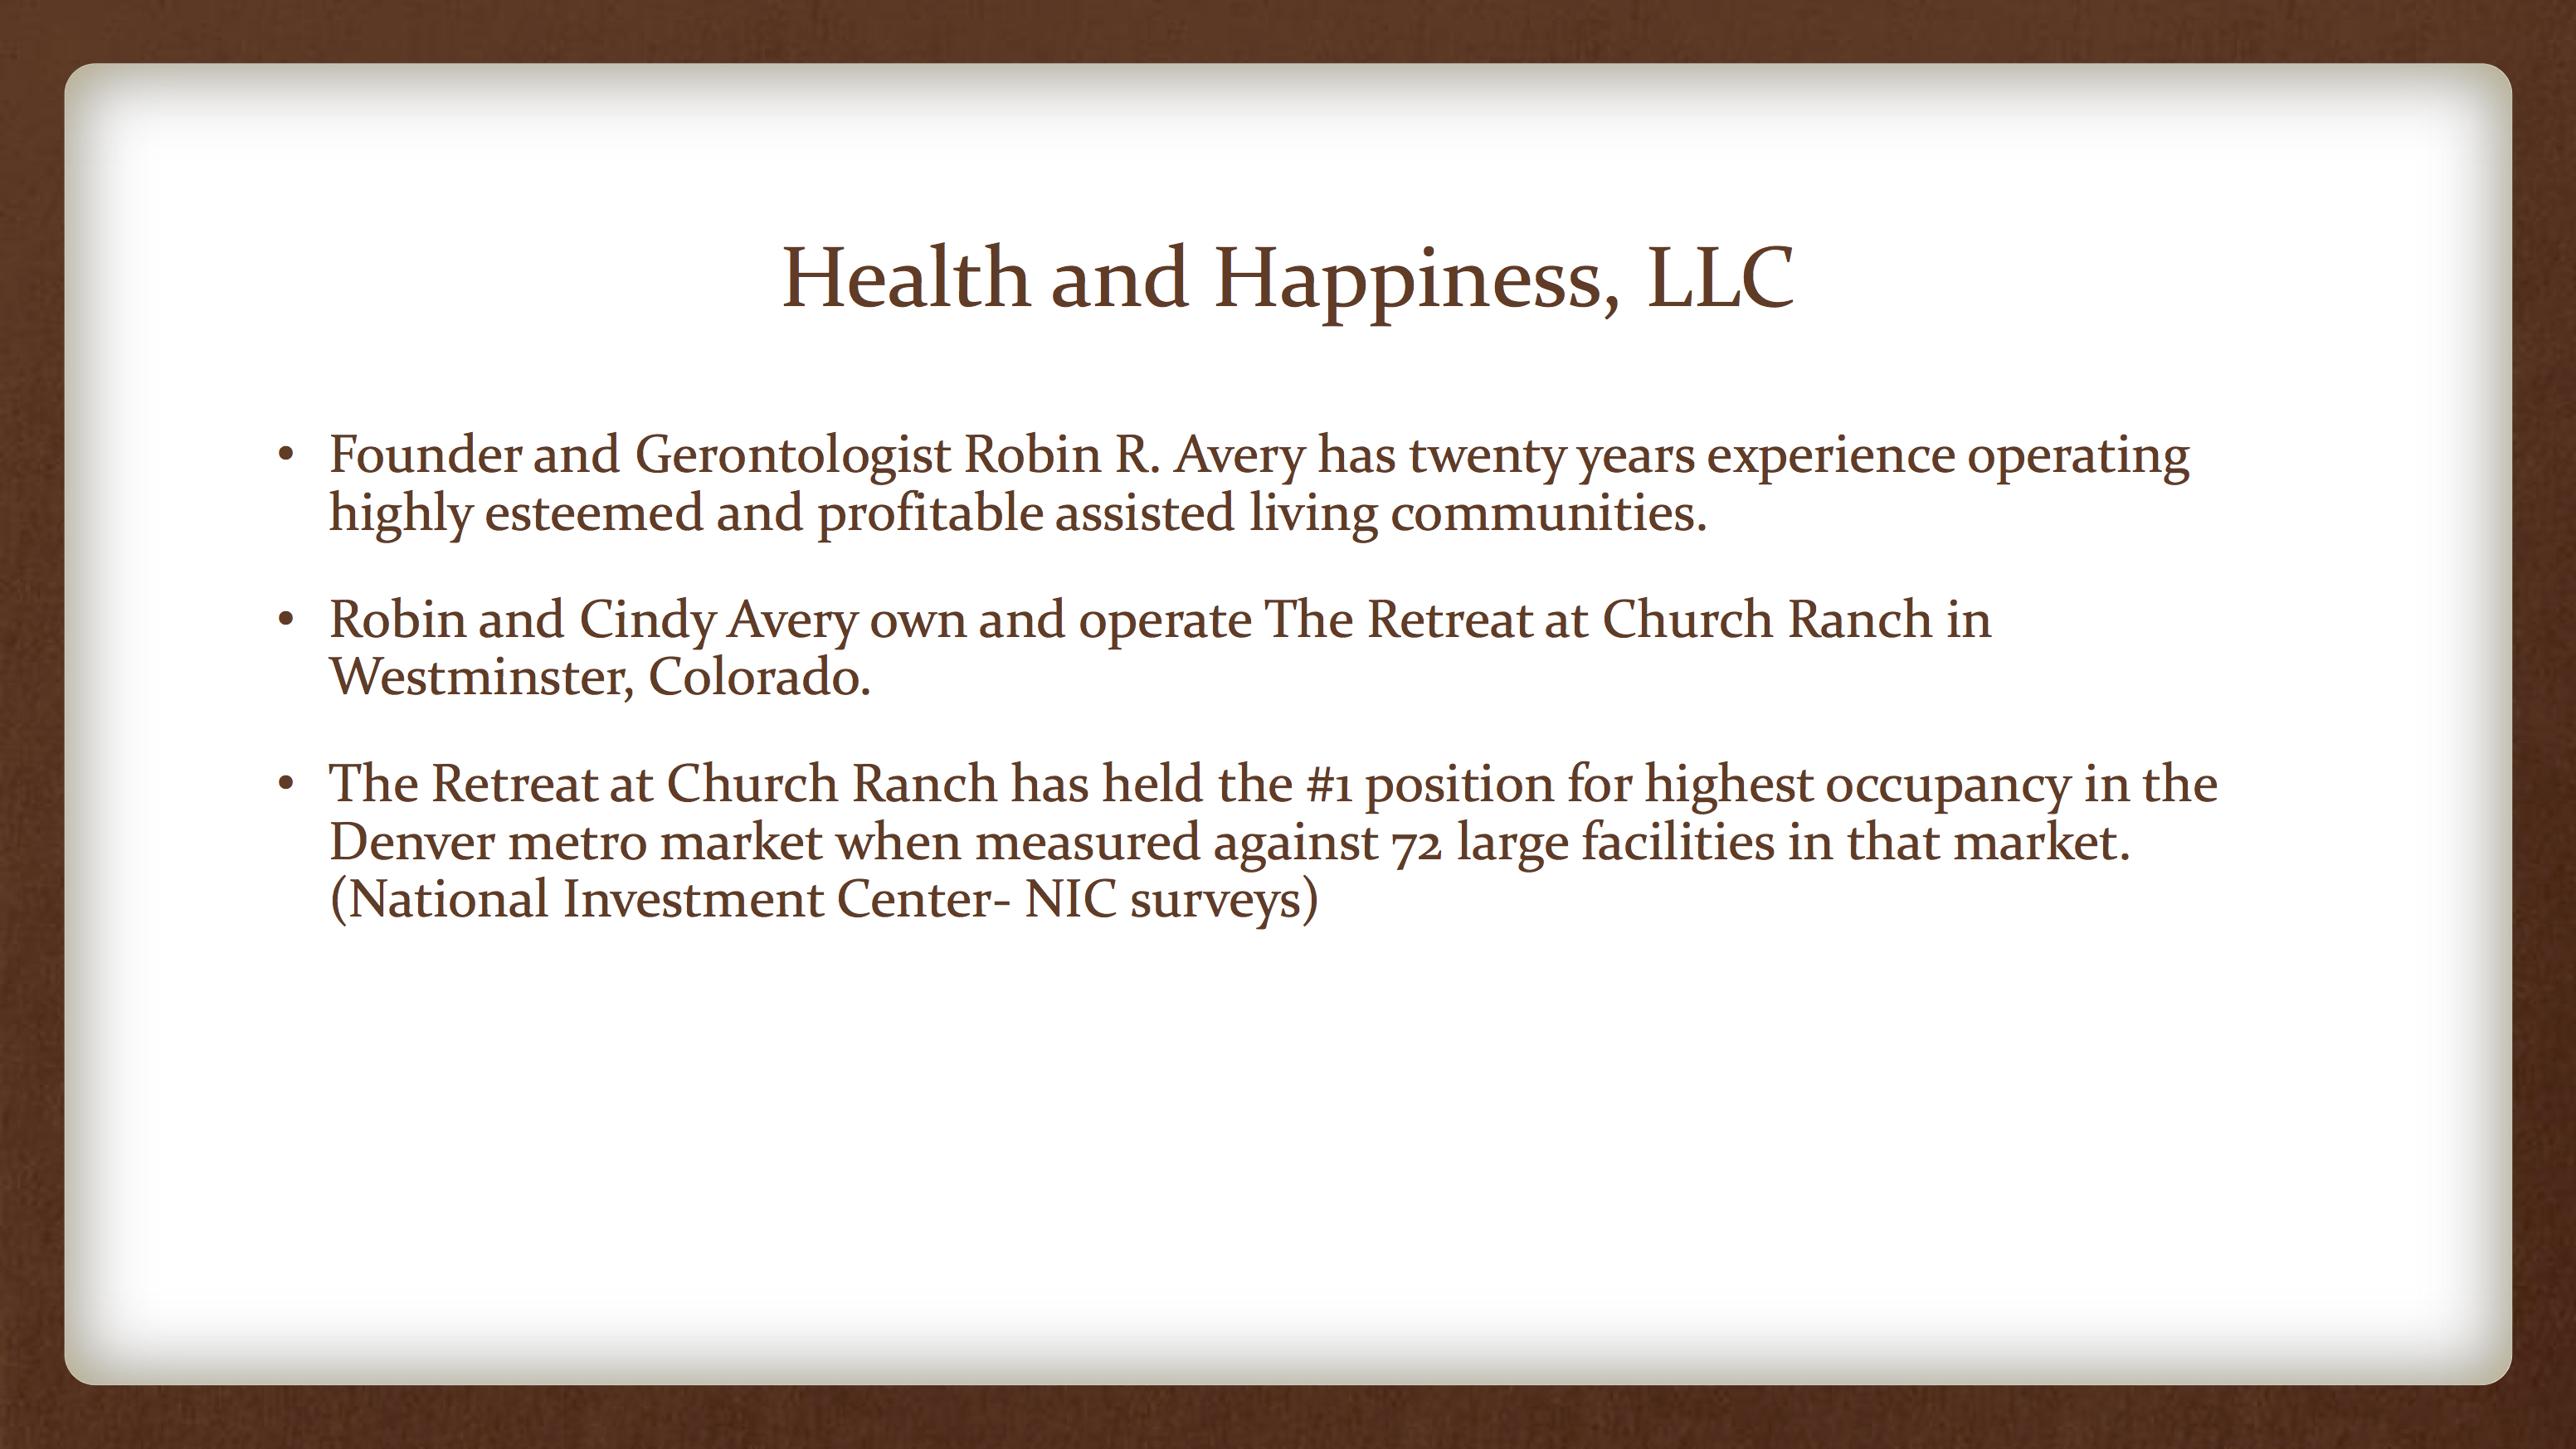 Health and Happiness, LLC
• Founder and Gerontologist Robin R. Avery has twenty years experience operating
highly esteemed and profitable assisted living communities.
• Robin and Cindy Avery own and operate The Retreat at Church Ranch in
Westminster, Colorado.
• The Retreat at Church Ranch has held the #1 position for highest occupancy in the
Denver metro market when measured against 72 large facilities in that market.
(National Investment Center- NIC surveys)